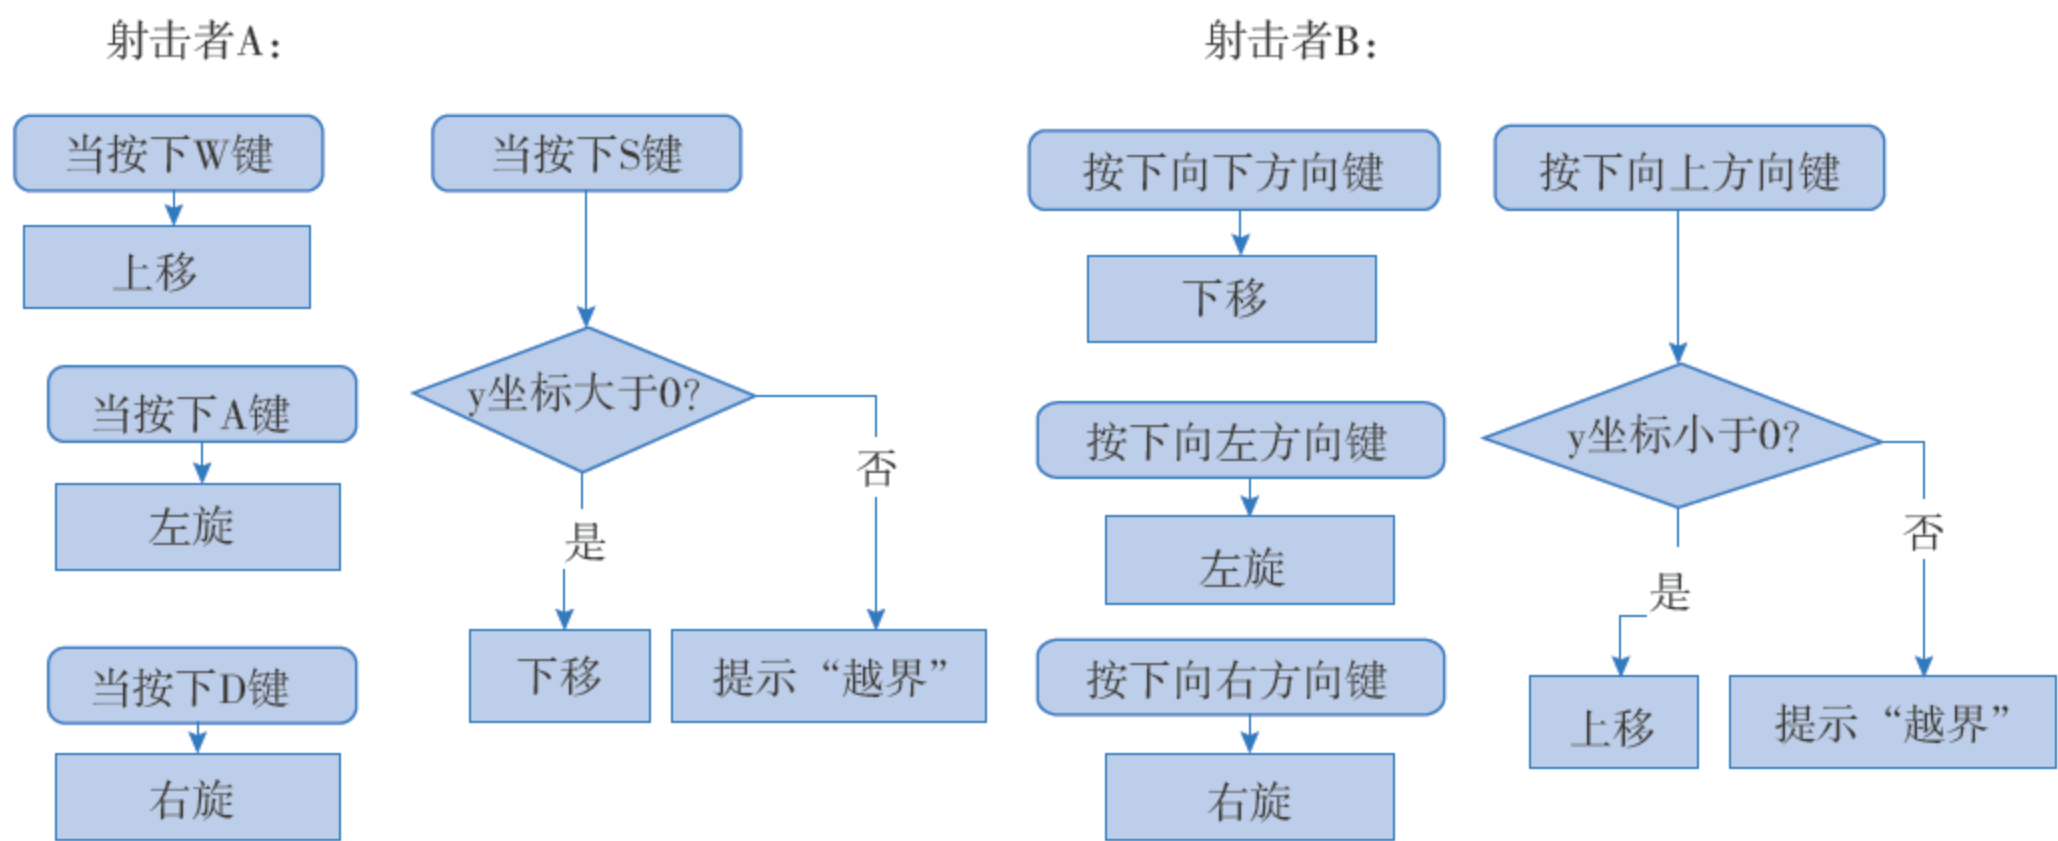 射击者A：
当按下W键
上移
当按下A键
左旋
当按下D键
右旋
当按下S键
y坐标大于0?
是
否
下移
提示“越界”
射击者B：
按下向下方向键
下移
按下向左方向键
左旋
按下向右方向键
右旋
按下向上方向键
y坐标小于0?
是
否
上移
提示“越界”